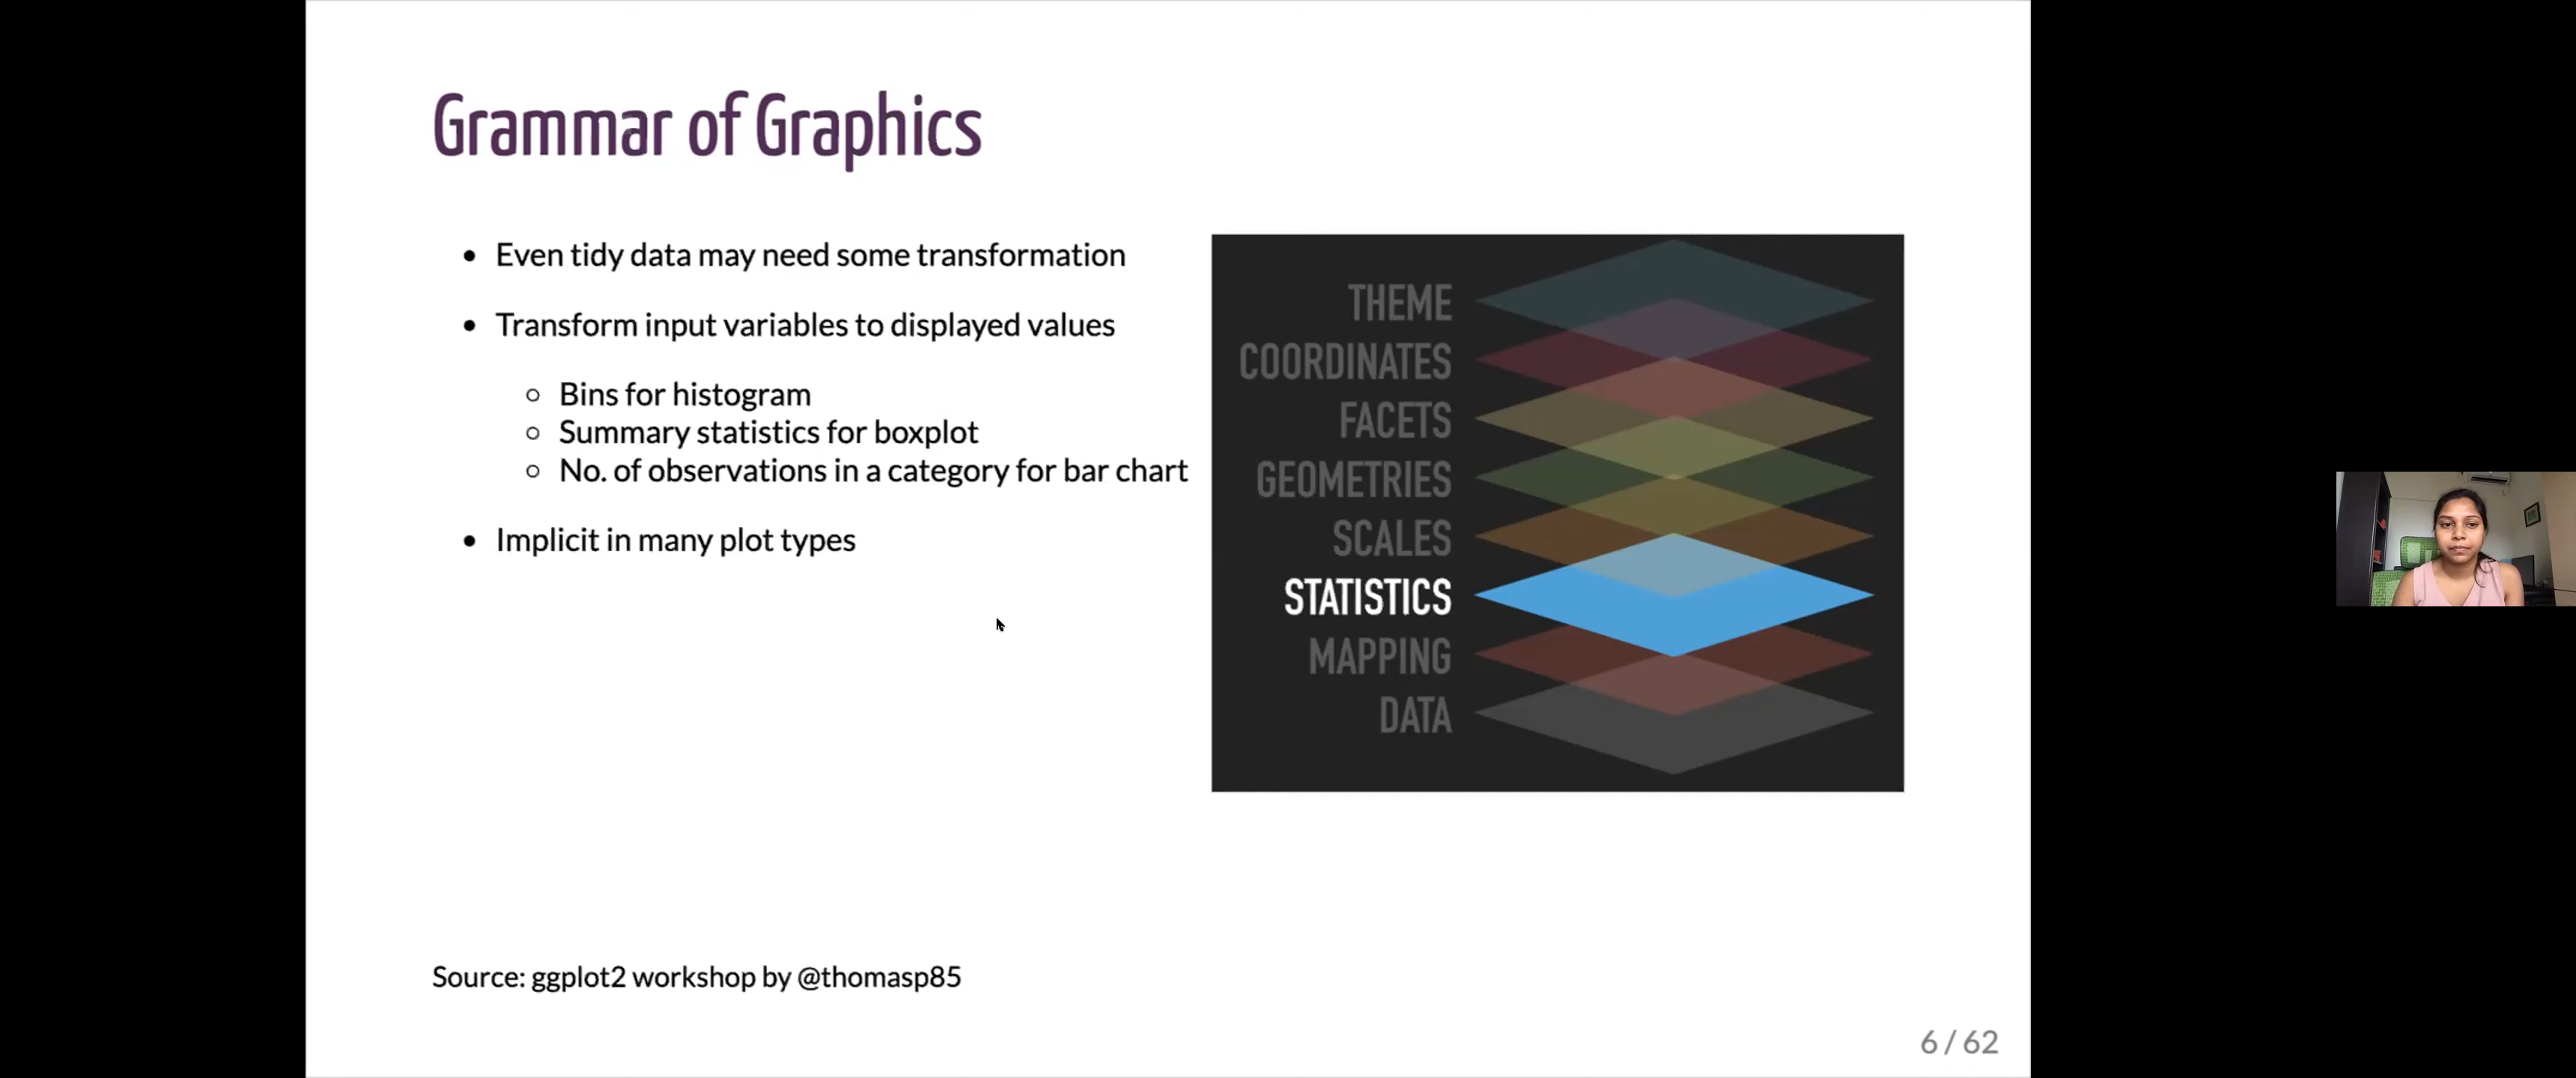 Grammar of Graphics
Even tidy data may need some transformation
Transform input variables to displayed values
Bins for histogram
Summary statistics for boxplot
No. of observations in a category for bar chart
Implicit in many plot types
THEME
COORDINATES
FACETS
GEOMETRIES
SCALES
STATISTICS
MAPPING
DATA
Source: ggplot2 workshop by @thomasp85
6 / 62